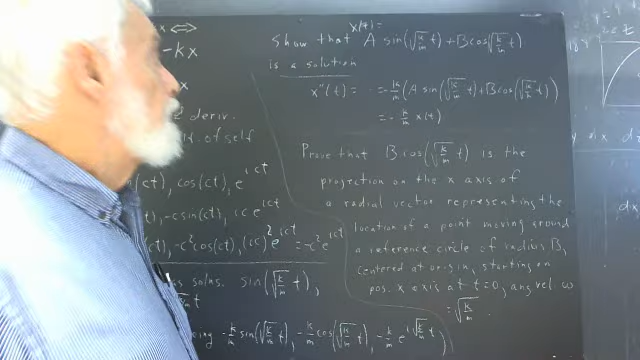 x ⟺
-kx
x
deriv.
of self
cos(ct), e^{ict}
-c sin(ct), ic e^{ict}
-c² cos(ct), (ic)² e^{ict} = -c² e^{ict}
solns. sin(√(k/m) t),
-k/m sin(√(k/m) t), -k/m cos(√(k/m) t), -k/m e^{i√(k/m) t}
x(t) =
Show that A sin(√(k/m) t) + B cos(√(k/m) t)
is a solution
x''(t) = = -k/m (A sin(√(k/m) t) + B cos(√(k/m) t))
= -k/m x(t)
Prove that B cos(√(k/m) t) is the
projection on the x axis of
a radial vector representing the
location of a point moving around
a reference circle of radius B,
centered at origin, starting on
pos. x axis at t=0, ang vel. ω
= √(k/m) .